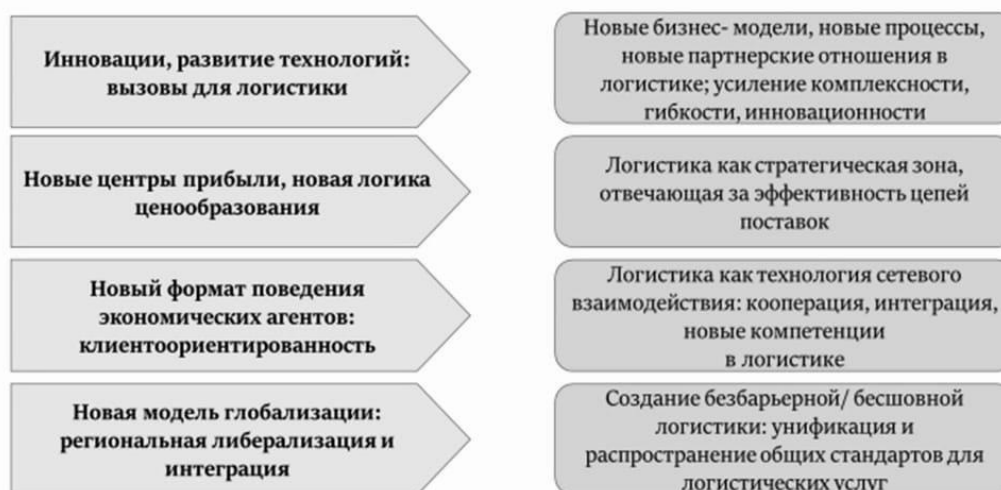 Инновации, развитие технологий:
вызовы для логистики
Новые бизнес- модели, новые процессы,
новые партнерские отношения в
логистике; усиление комплексности,
гибкости, инновационности
Новые центры прибыли, новая логика
ценообразования
Логистика как стратегическая зона,
отвечающая за эффективность цепей
поставок
Новый формат поведения
экономических агентов:
клиентоориентированность
Логистика как технология сетевого
взаимодействия: кооперация, интеграция,
новые компетенции
в логистике
Новая модель глобализации:
региональная либерализация и
интеграция
Создание безбарьерной/ бесшовной
логистики: унификация и
распространение общих стандартов для
логистических услуг